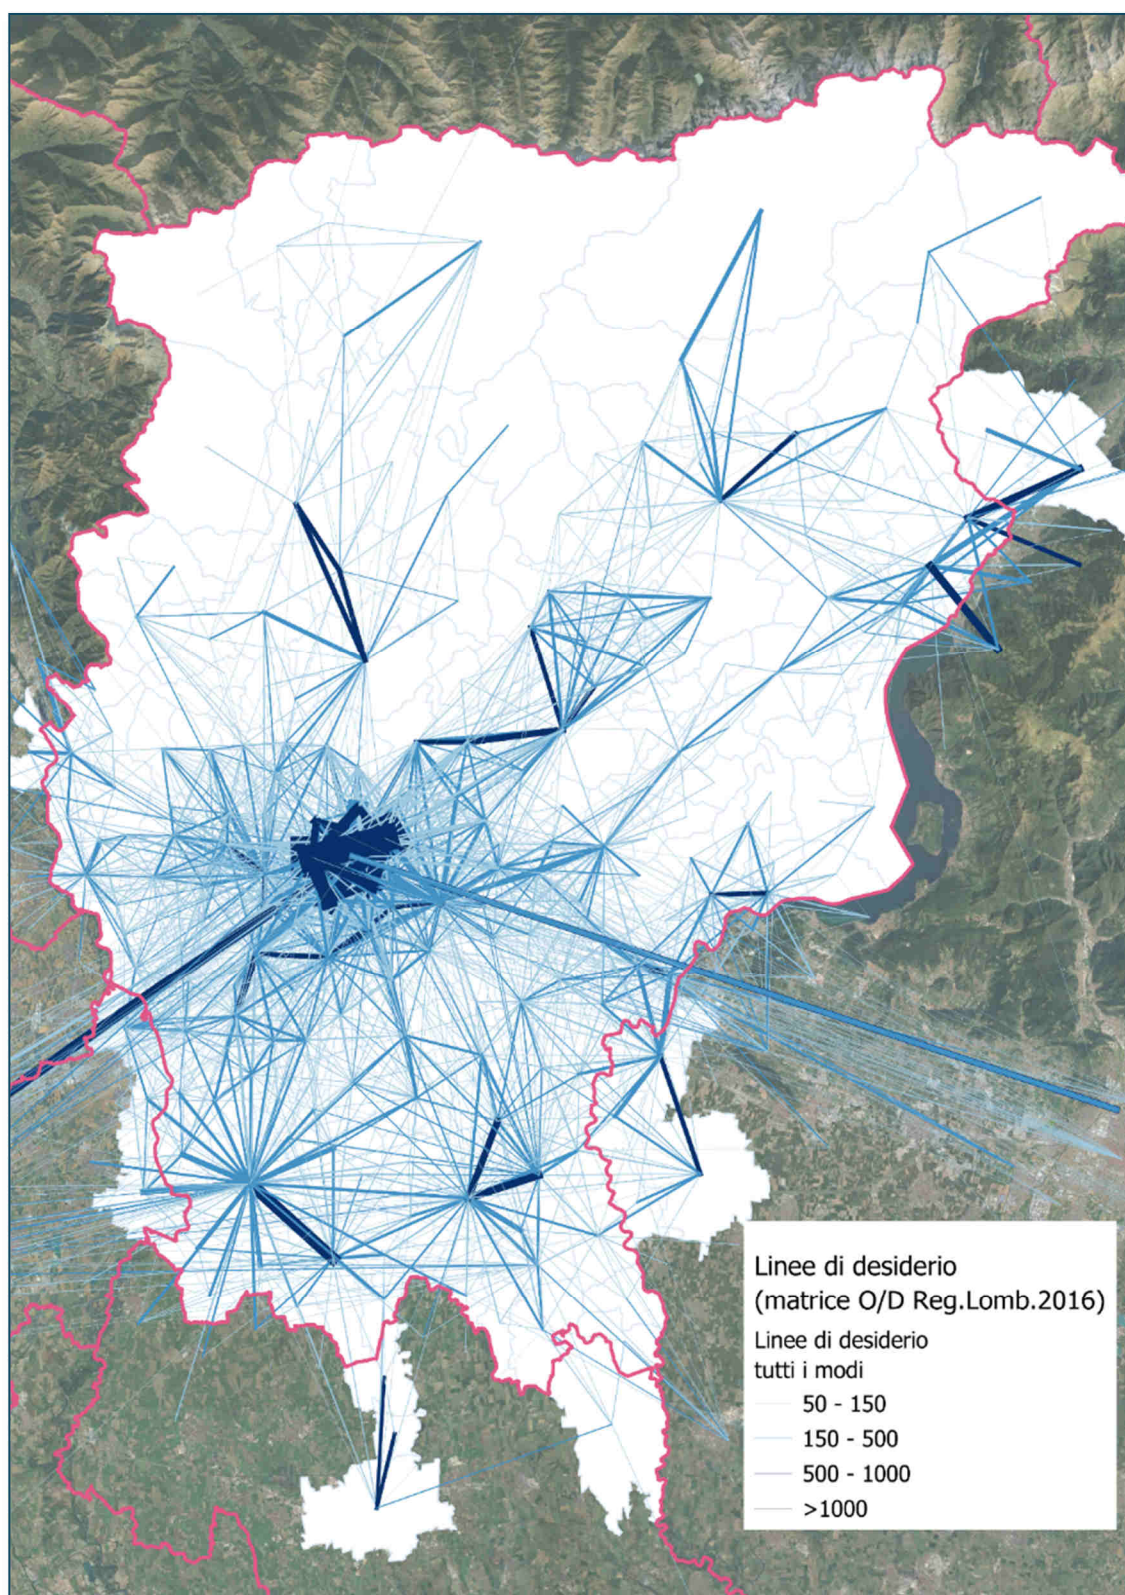 Linee di desiderio
(matrice O/D Reg.Lomb.2016)
Linee di desiderio
tutti i modi
50 - 150
150 - 500
500 - 1000
>1000